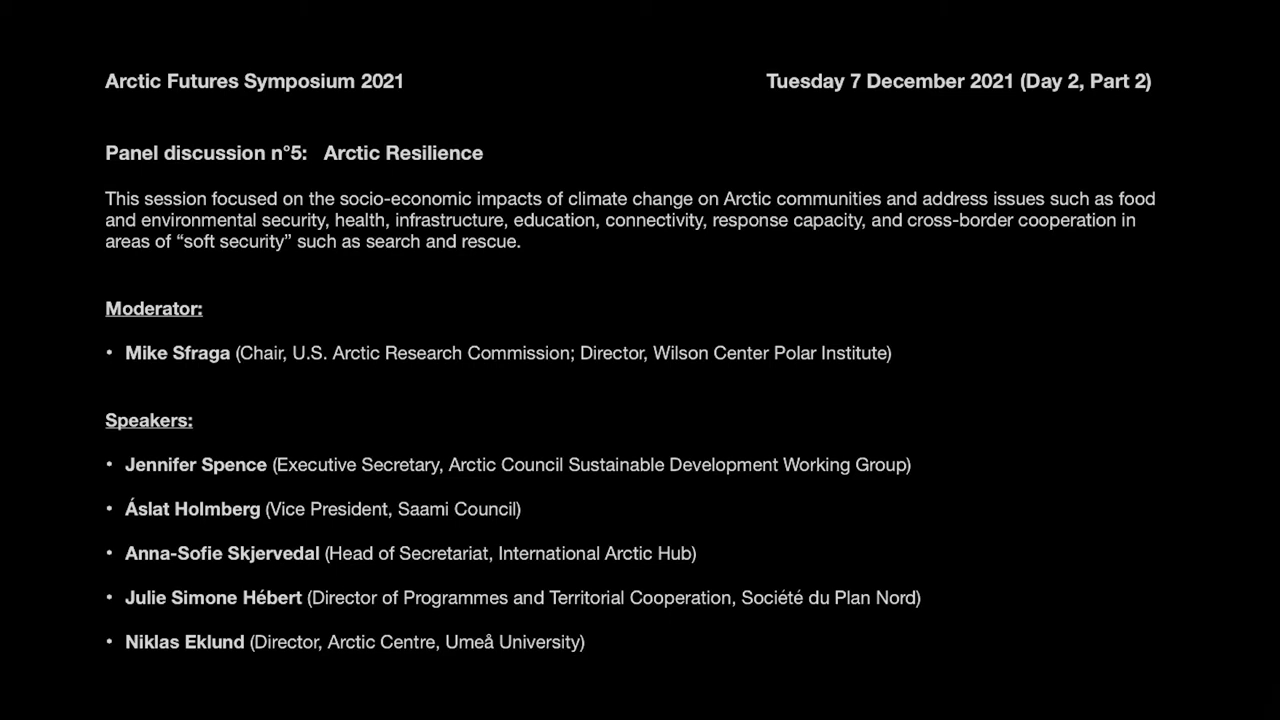 Arctic Futures Symposium 2021
Tuesday 7 December 2021 (Day 2, Part 2)
Panel discussion n°5: Arctic Resilience
This session focused on the socio-economic impacts of climate change on Arctic communities and address issues such as food
and environmental security, health, infrastructure, education, connectivity, response capacity, and cross-border cooperation in
areas of “soft security” such as search and rescue.
Moderator:
• Mike Sfraga (Chair, U.S. Arctic Research Commission; Director, Wilson Center Polar Institute)
Speakers:
• Jennifer Spence (Executive Secretary, Arctic Council Sustainable Development Working Group)
• Áslat Holmberg (Vice President, Saami Council)
• Anna-Sofie Skjervedal (Head of Secretariat, International Arctic Hub)
• Julie Simone Hébert (Director of Programmes and Territorial Cooperation, Société du Plan Nord)
• Niklas Eklund (Director, Arctic Centre, Umeå University)